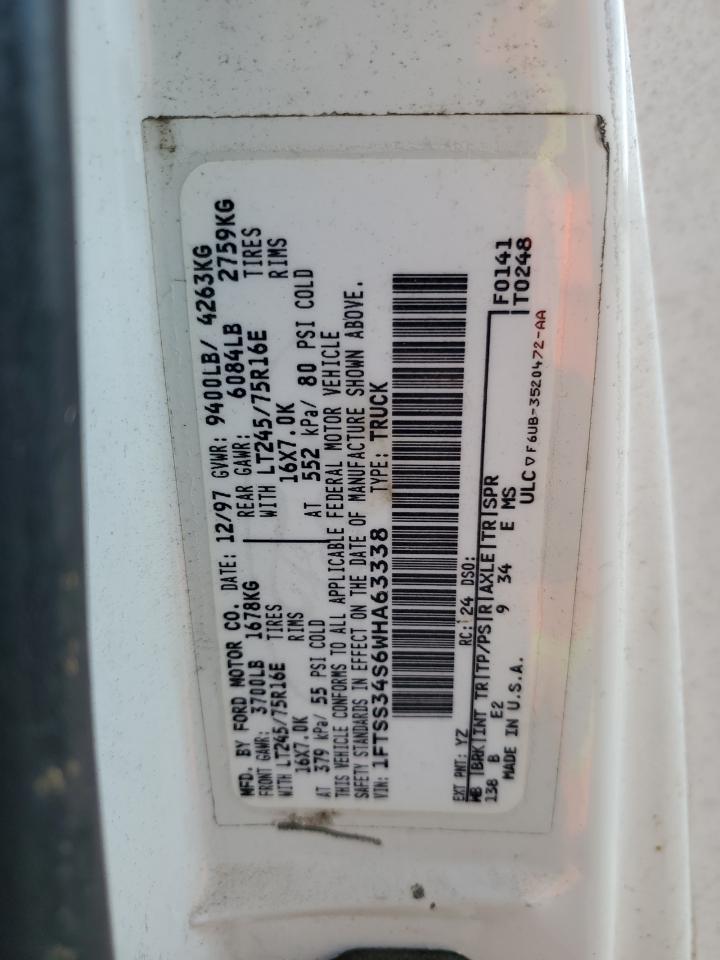 MFD. BY FORD MOTOR CO. DATE: 12/97 GVWR: 9400LB/ 4263KG
FRONT GAWR: 3700LB 1678KG REAR GAWR: 6084LB 2759KG
WITH LT245/75R16E TIRES WITH LT245/75R16E TIRES
16X7.0K RIMS 16X7.0K RIMS
AT 379 kPa/ 55 PSI COLD AT 552 kPa/ 80 PSI COLD
THIS VEHICLE CONFORMS TO ALL APPLICABLE FEDERAL MOTOR VEHICLE
SAFETY STANDARDS IN EFFECT ON THE DATE OF MANUFACTURE SHOWN ABOVE.
VIN: 1FTSS34S6WHA63338 TYPE: TRUCK
EXT PNT: YZ RC: 24 DSO:
WB |BRK|INT TR|TP/PS|R|AXLE|TR|SPR F0141
138 B E2 9 34 E MS T0248
MADE IN U.S.A. ULC ▽ F6UB-3520472-AA